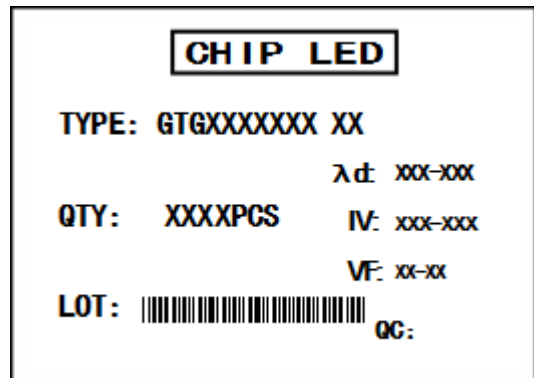 CHIP LED
TYPE: GTGXXXXXXX XX
λd: XXX-XXX
QTY: XXXXPCS
IV: XXX-XXX
VF: XX-XX
LOT:
QC: